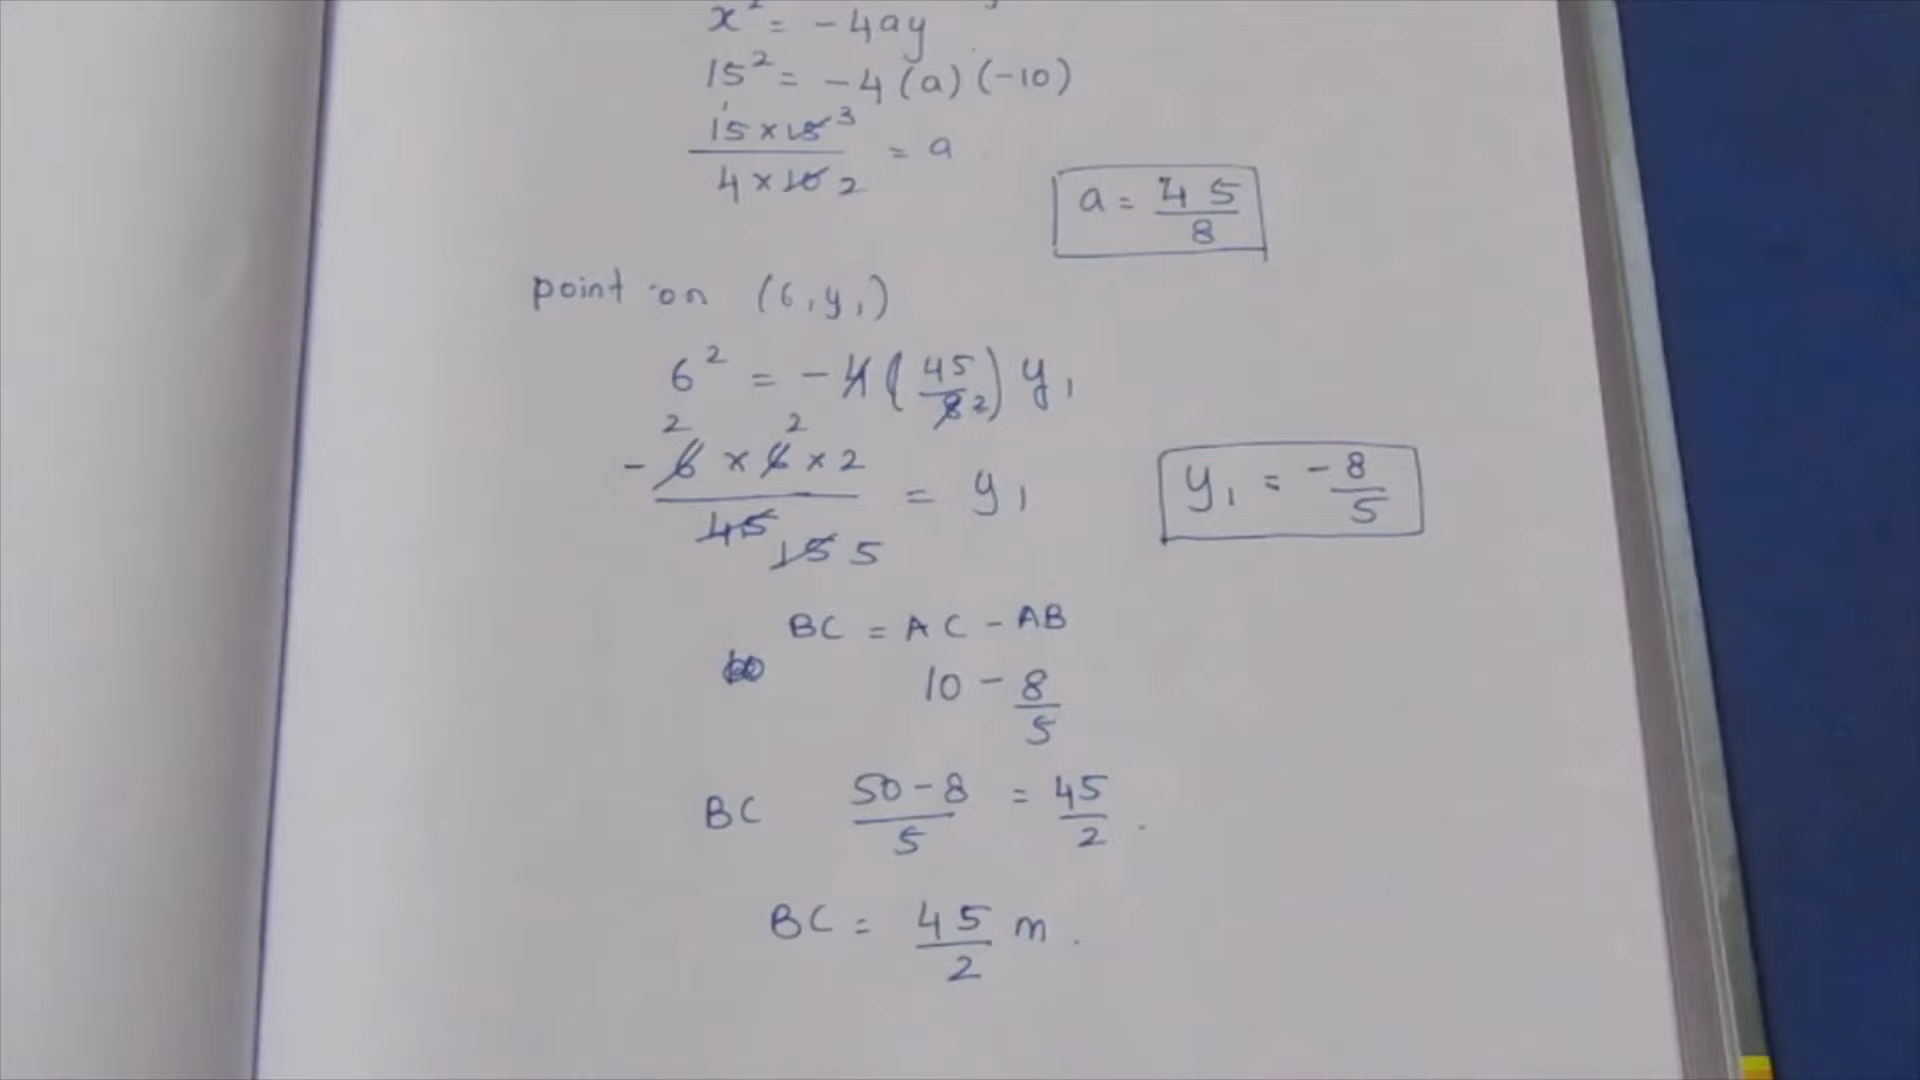 x² = -4ay
15² = -4(a)(-10)
15 × 15 3 / 4 × 10 2 = a
a = 45/8
point on (6, y₁)
6² = -4(45/8 2) y₁
2 2
- 6 × 6 × 2 / 45 15 5 = y₁
y₁ = -8/5
BC = AC - AB
10 - 8/5
BC 50-8/5 = 45/2 .
BC = 45/2 m .